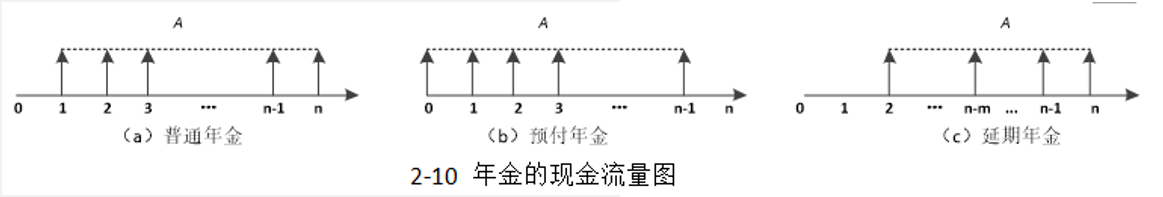 A A A
0 1 2 3 ... n-1 n 0 1 2 3 ... n-1 n 0 1 2 ... n-m ... n-1 n
（a）普通年金 （b）预付年金 （c）延期年金
2-10 年金的现金流量图